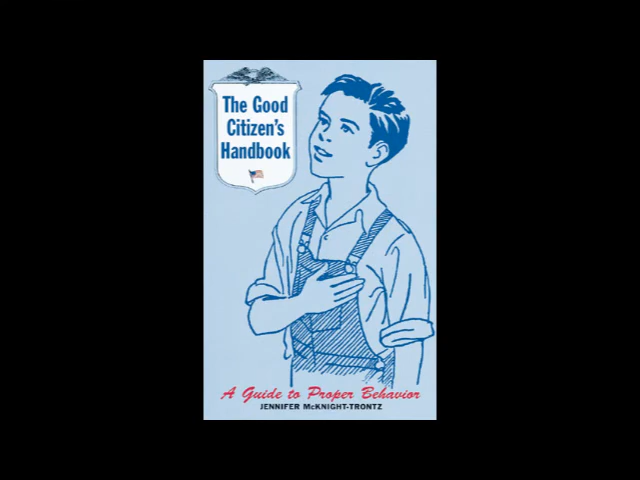 The Good
Citizen's
Handbook
A Guide to Proper Behavior
JENNIFER McKNIGHT-TRONTZ